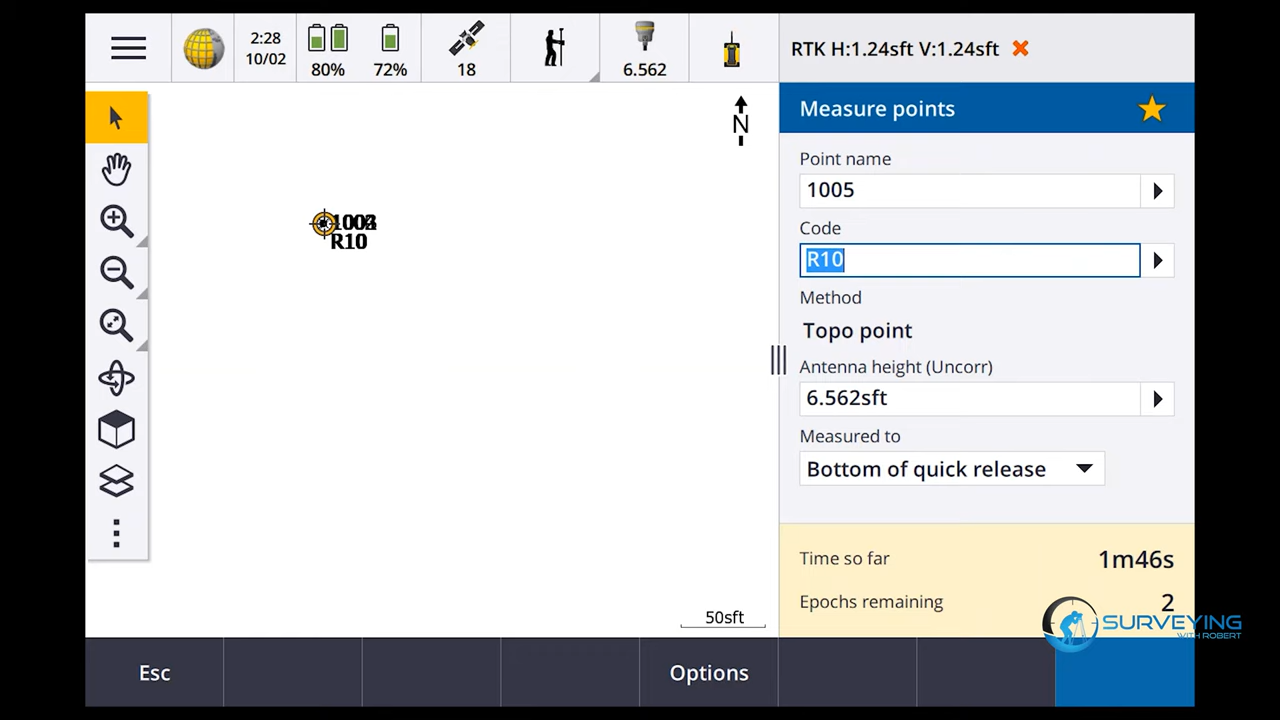 2:28
10/02
80%
72%
18
6.562
RTK H:1.24sft V:1.24sft
Measure points
N
Point name
1005
R10
Code
R10
Method
Topo point
Antenna height (Uncorr)
6.562sft
Measured to
Bottom of quick release
Time so far
1m46s
Epochs remaining
2
50sft
SURVEYING
WITH ROBERT
Esc
Options